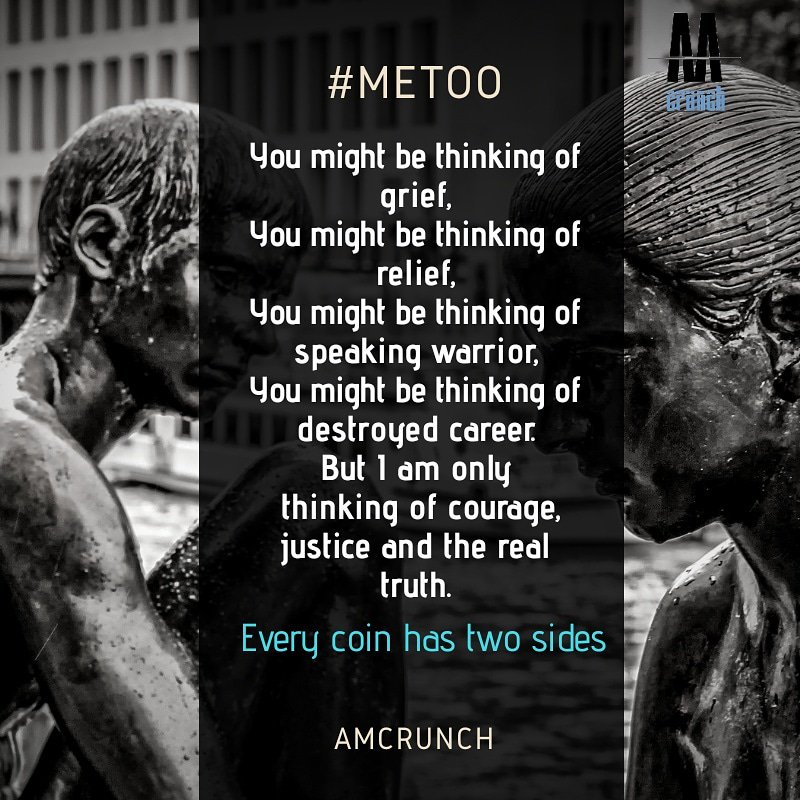 M
crunch
#METOO
You might be thinking of
grief,
You might be thinking of
relief,
You might be thinking of
speaking warrior,
You might be thinking of
destroyed career.
But I am only
thinking of courage,
justice and the real
truth.
Every coin has two sides
AMCRUNCH